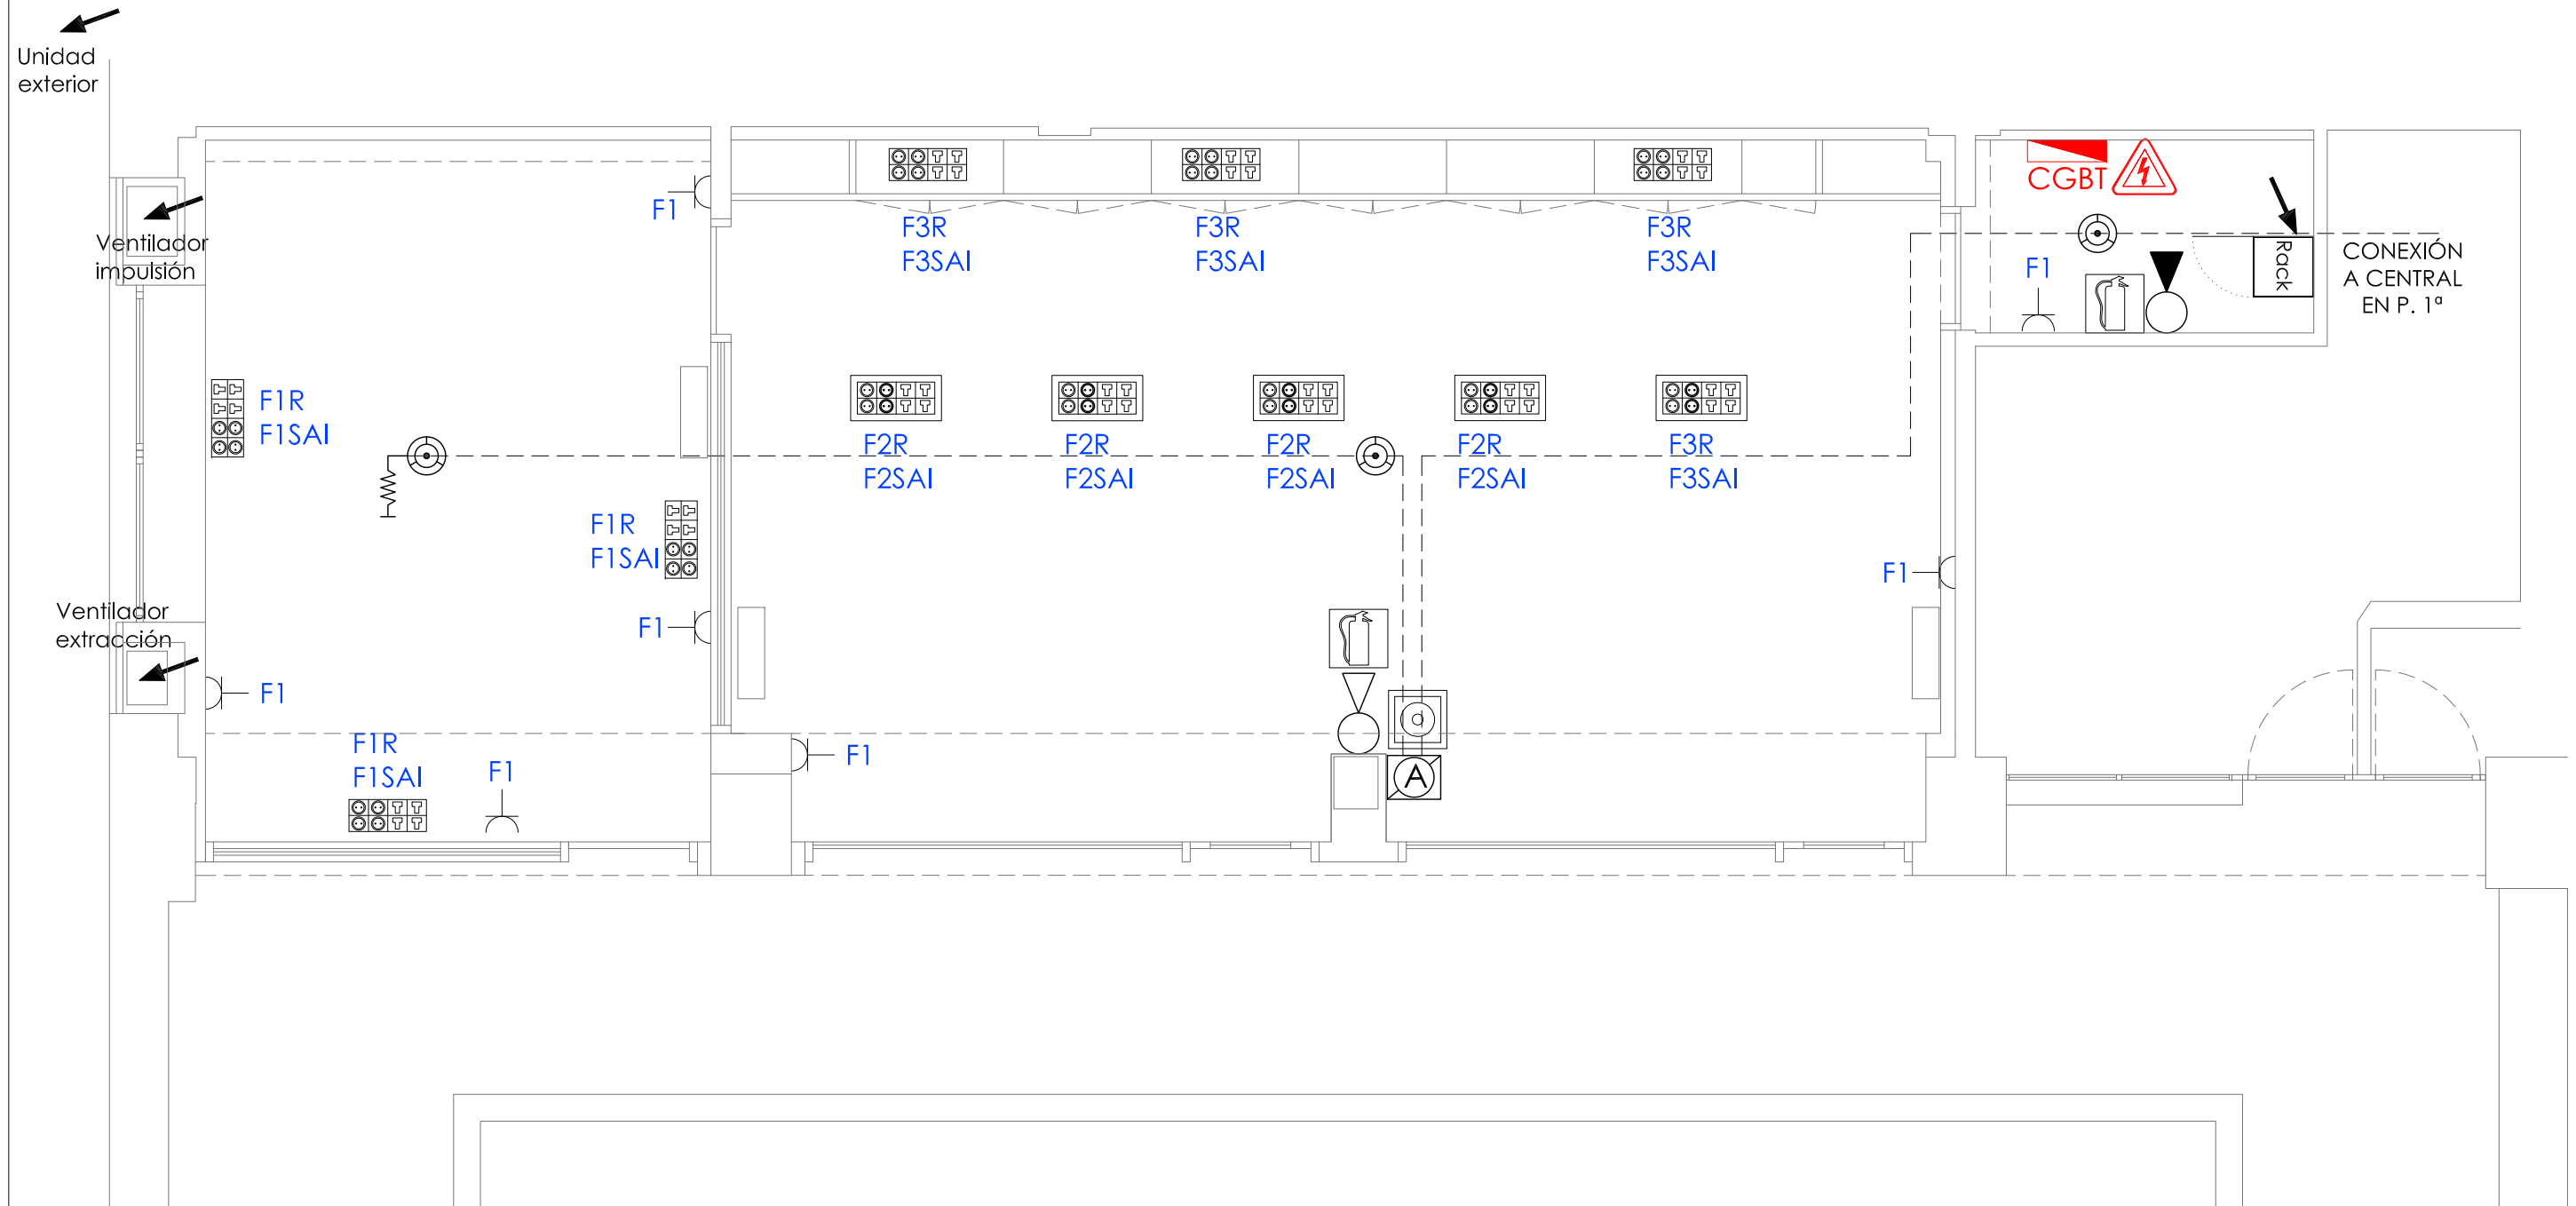 Unidad
exterior
CGBT
F1
Ventilador
impulsión
F3R
F3SAI
F3R
F3SAI
F3R
F3SAI
F1
Rack
CONEXIÓN
A CENTRAL
EN P. 1ª
F1R
F1SAI
F2R
F2SAI
F2R
F2SAI
F2R
F2SAI
F2R
F2SAI
F3R
F3SAI
F1R
F1SAI
F1
Ventilador
extracción
F1
F1
F1R
F1SAI
F1
F1
A